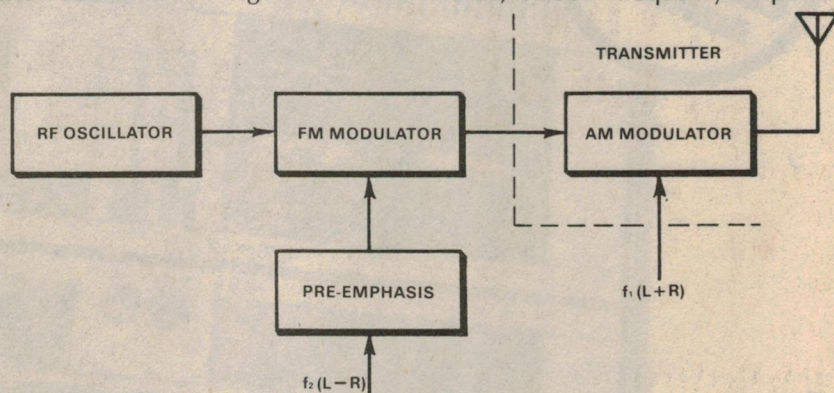 TRANSMITTER
RF OSCILLATOR
FM MODULATOR
AM MODULATOR
PRE-EMPHASIS
f₁ (L+R)
f₂ (L−R)